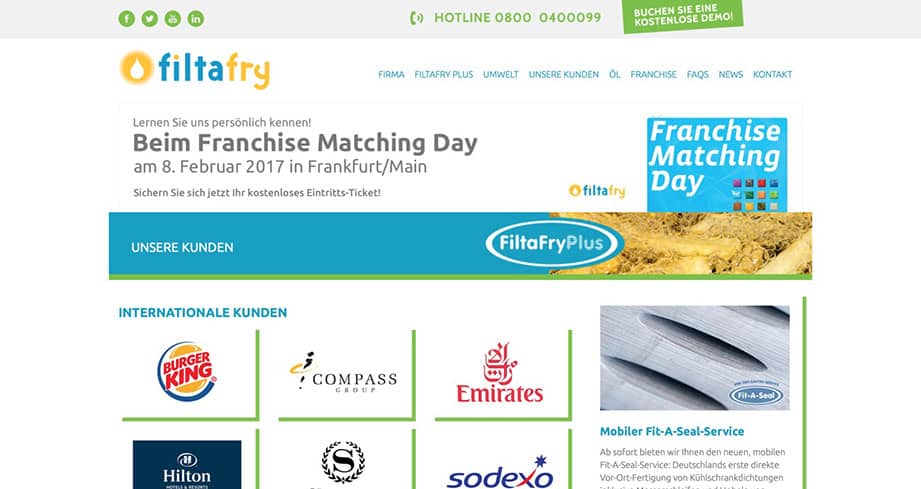 HOTLINE 0800 0400099
BUCHEN SIE EINE
KOSTENLOSE DEMO!
filtafry
FIRMA FILTAFRY PLUS UMWELT UNSERE KUNDEN ÖL FRANCHISE FAQS NEWS KONTAKT
Lernen Sie uns persönlich kennen!
Beim Franchise Matching Day
am 8. Februar 2017 in Frankfurt/Main
Sichern Sie sich jetzt Ihr kostenloses Eintritts-Ticket!
filtafry
Franchise
Matching
Day
UNSERE KUNDEN
FiltaFryPlus
INTERNATIONALE KUNDEN
BURGER
KING
COMPASS
GROUP
Emirates
Hilton
HOTELS & RESORTS
S
sodexo
Fit-A-Seal
Mobiler Fit-A-Seal-Service
Ab sofort bieten wir Ihnen den neuen, mobilen
Fit-A-Seal-Service: Deutschlands erste direkte
Vor-Ort-Fertigung von Kühlschrankdichtungen